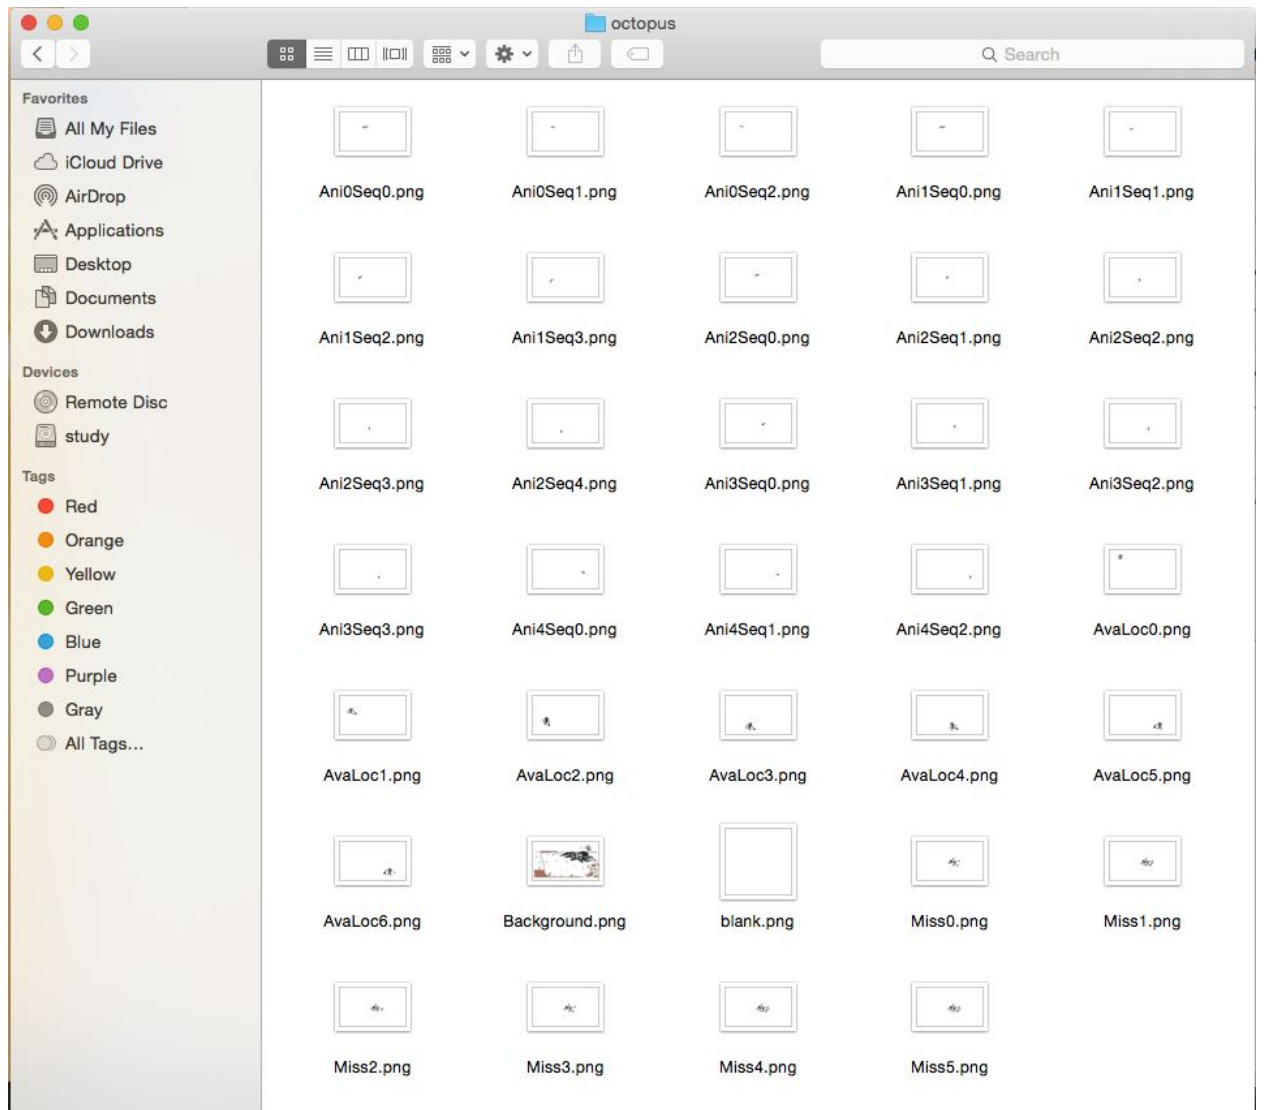 octopus
Search
Favorites
All My Files
iCloud Drive
AirDrop
Applications
Desktop
Documents
Downloads
Devices
Remote Disc
study
Tags
Red
Orange
Yellow
Green
Blue
Purple
Gray
All Tags...
Ani0Seq0.png Ani0Seq1.png Ani0Seq2.png Ani1Seq0.png Ani1Seq1.png
Ani1Seq2.png Ani1Seq3.png Ani2Seq0.png Ani2Seq1.png Ani2Seq2.png
Ani2Seq3.png Ani2Seq4.png Ani3Seq0.png Ani3Seq1.png Ani3Seq2.png
Ani3Seq3.png Ani4Seq0.png Ani4Seq1.png Ani4Seq2.png AvaLoc0.png
AvaLoc1.png AvaLoc2.png AvaLoc3.png AvaLoc4.png AvaLoc5.png
AvaLoc6.png Background.png blank.png Miss0.png Miss1.png
Miss2.png Miss3.png Miss4.png Miss5.png